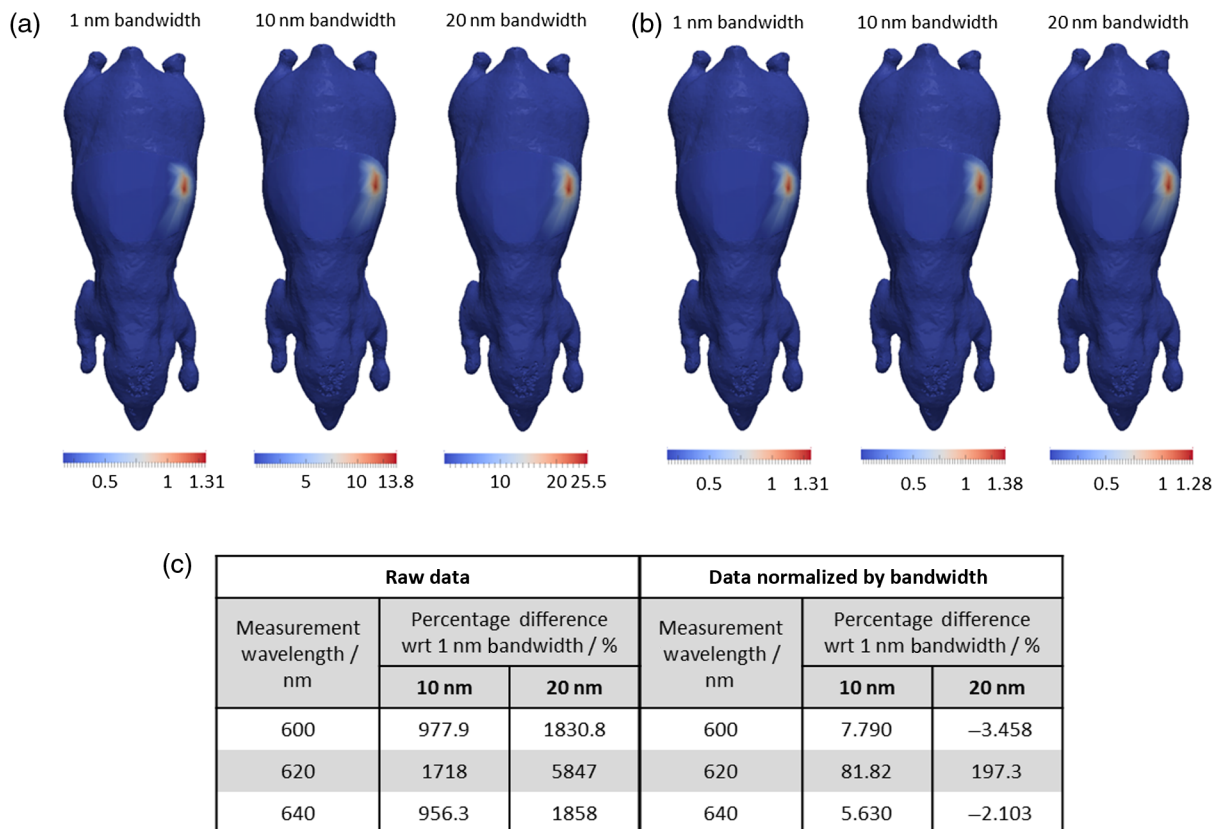 (a)
1 nm bandwidth
10 nm bandwidth
20 nm bandwidth
(b)
1 nm bandwidth
10 nm bandwidth
20 nm bandwidth
0.5 1 1.31
5 10 13.8
10 20 25.5
0.5 1 1.31
0.5 1 1.38
0.5 1 1.28
(c)
Raw data
Data normalized by bandwidth
Measurement
wavelength /
nm
Percentage difference
wrt 1 nm bandwidth / %
Measurement
wavelength /
nm
Percentage difference
wrt 1 nm bandwidth / %
10 nm 20 nm
10 nm 20 nm
600 977.9 1830.8 600 7.790 −3.458
620 1718 5847 620 81.82 197.3
640 956.3 1858 640 5.630 −2.103